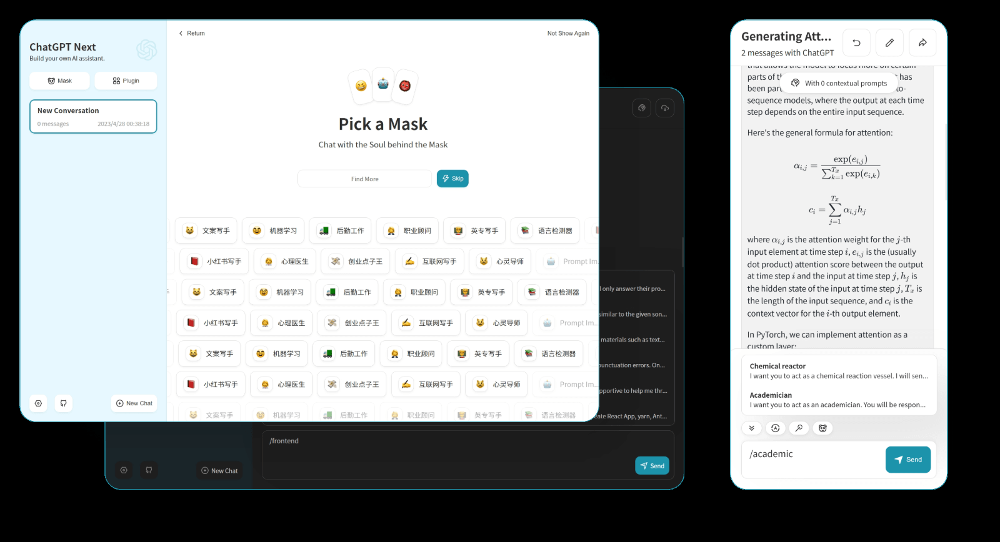 ChatGPT Next
Build your own AI assistant.
Mask
Plugin
New Conversation
0 messages
2023/4/28 00:38:18
New Chat
Return
Not Show Again
Pick a Mask
Chat with the Soul behind the Mask
Find More
Skip
文案写手 机器学习 后勤工作 职业顾问 英专写手 语言检测器
小红书写手 心理医生 创业点子王 互联网写手 心灵导师 Prompt Im...
文案写手 机器学习 后勤工作 职业顾问 英专写手 语言检测器
小红书写手 心理医生 创业点子王 互联网写手 心灵导师 Prompt Im...
文案写手 机器学习 后勤工作 职业顾问 英专写手 语言检测器
小红书写手 心理医生 创业点子王 互联网写手 心灵导师 Prompt Im...
文案写手 机器学习 后勤工作 职业顾问 英专写手 语言检测器
only answer their pro...
similar to the given son...
materials such as text...
punctuation errors. On...
to help me thr...
React App, yarn, Ant...
/frontend
Send
New Chat
Generating Att...
2 messages with ChatGPT
that allows the model to focus more on certain
parts of has
been
With 0 contextual prompts
sequence models, where the output at each time
step depends on the entire input sequence.
Here's the general formula for attention:
α_{i,j} = exp(e_{i,j}) / ∑_{k=1}^{T_x} exp(e_{i,k})
c_i = ∑_{j=1}^{T_x} α_{i,j} h_j
where α_{i,j} is the attention weight for the j-th
input element at time step i, e_{i,j} is the (usually
dot product) attention score between the output
at time step i and the input at time step j, h_j is
the hidden state of the input at time step j, T_x is
the length of the input sequence, and c_i is the
context vector for the i-th output element.
In PyTorch, we can implement attention as a
custom layer:
Chemical reactor
I want you to act as a chemical reaction vessel. I will sen...
Academician
I want you to act as an academician. You will be respon...
/academic
Send